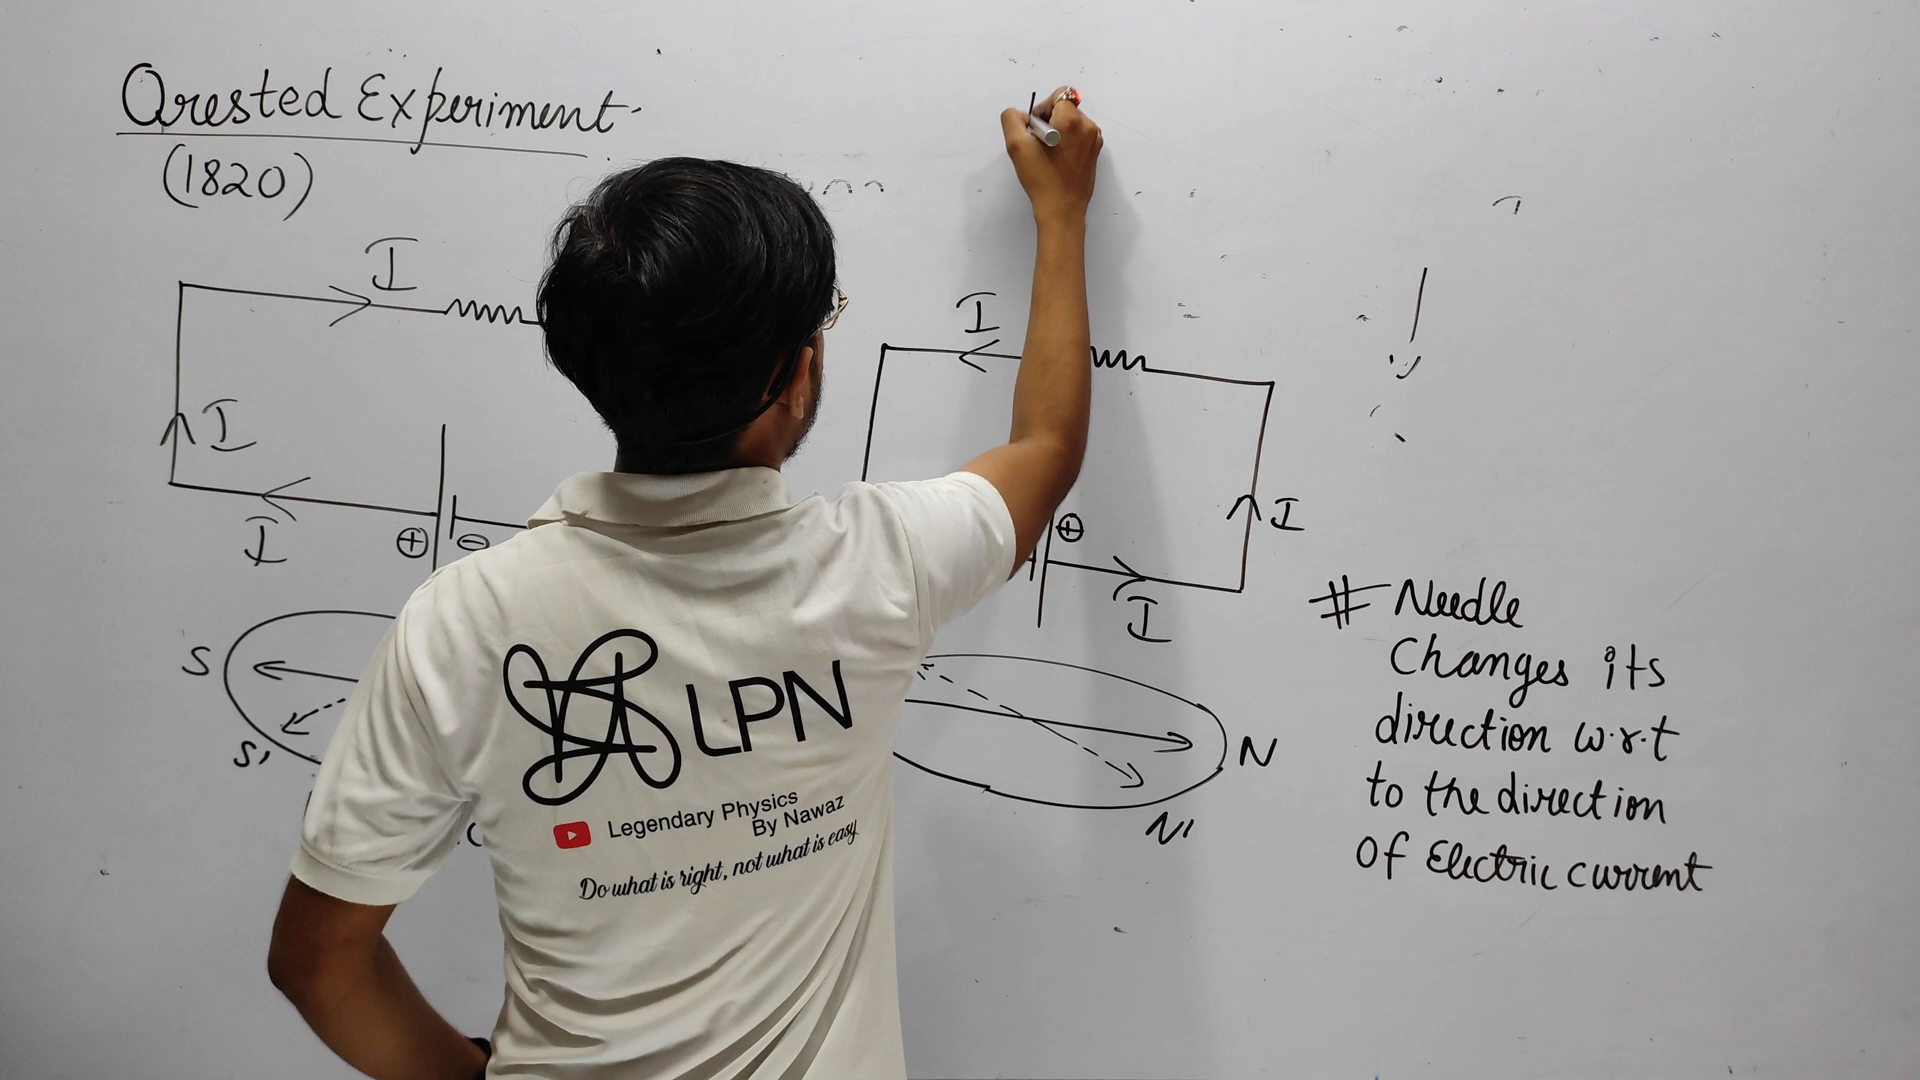 Orested Experiment
(1820)
I
I
I
I
I
I
⊕
⊖
⊕
S
S'
N
N'
# Needle
Changes its
direction w.r.t
to the direction
of Electric current
LPN
Legendary Physics
By Nawaz
Do what is right, not what is easy